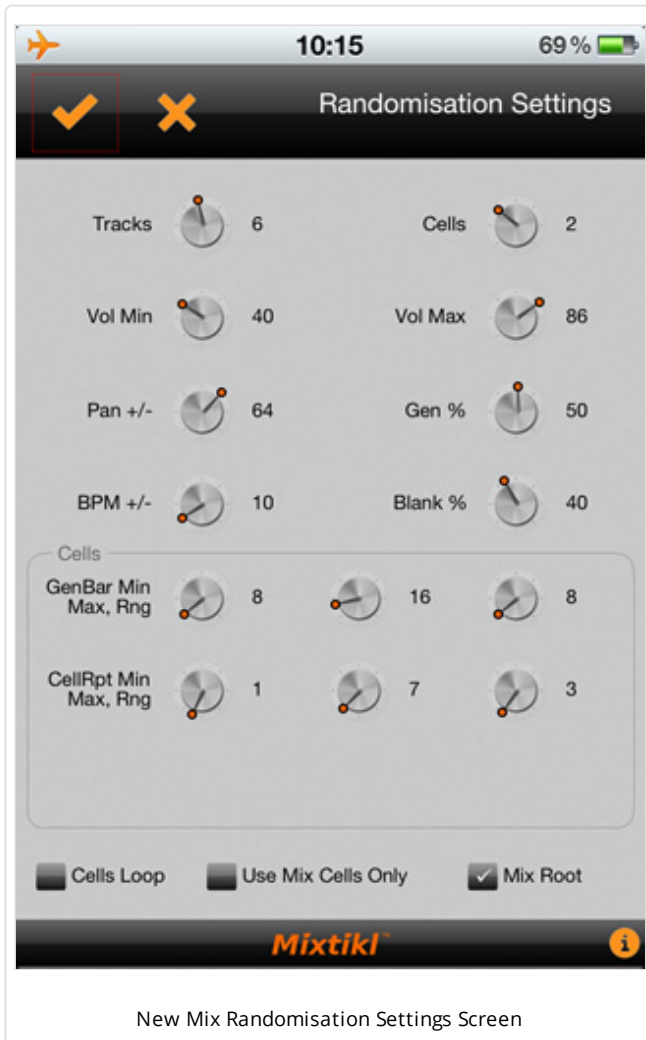 10:15
69 %
Randomisation Settings
Tracks 6 Cells 2
Vol Min 40 Vol Max 86
Pan +/- 64 Gen % 50
BPM +/- 10 Blank % 40
Cells
GenBar Min
Max, Rng 8 16 8
CellRpt Min
Max, Rng 1 7 3
Cells Loop Use Mix Cells Only Mix Root
Mixtikl™
i
New Mix Randomisation Settings Screen